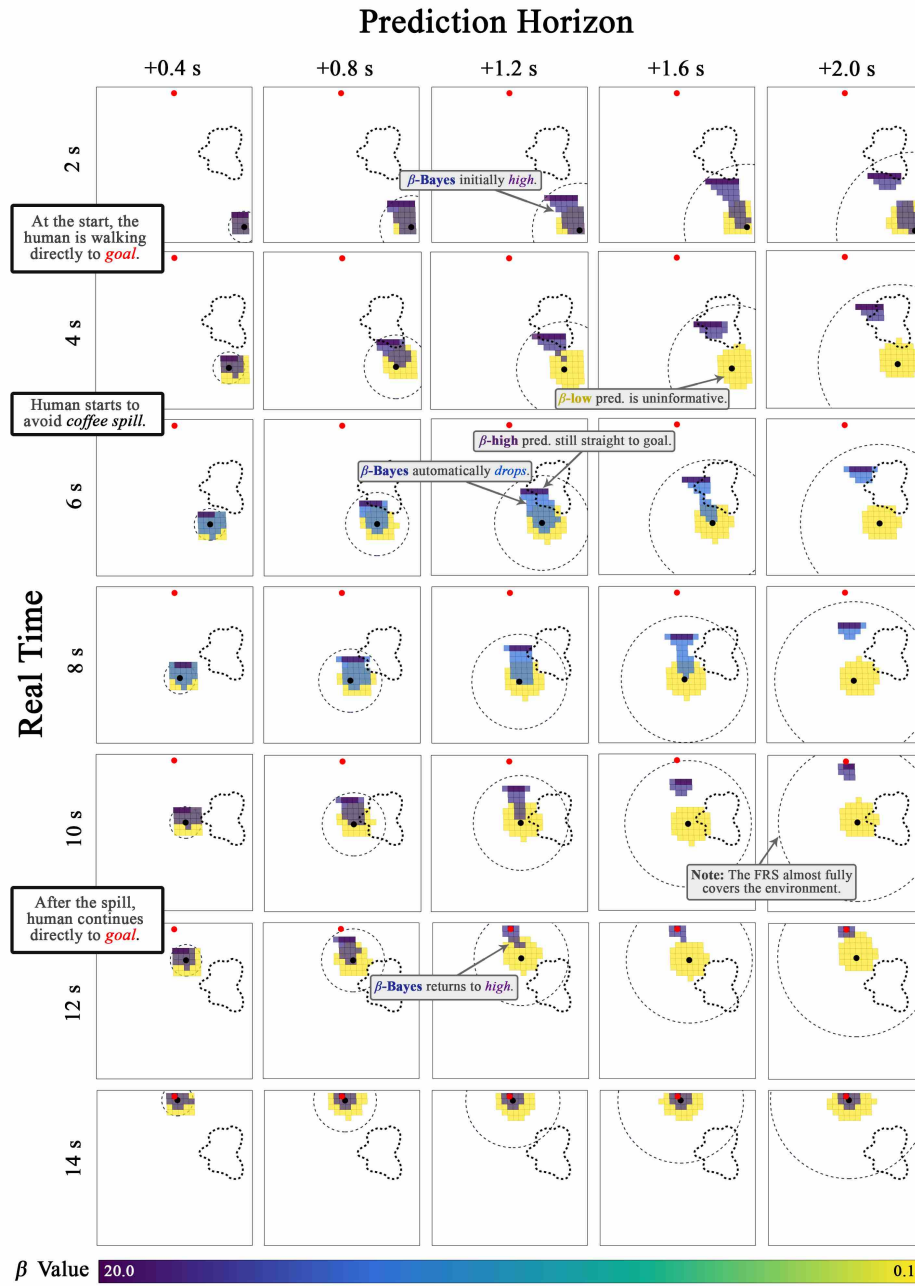 Prediction Horizon
+0.4 s
+0.8 s
+1.2 s
+1.6 s
+2.0 s
2 s
β-Bayes initially high.
At the start, the
human is walking
directly to goal.
4 s
β-low pred. is uninformative.
Human starts to
avoid coffee spill.
β-high pred. still straight to goal.
β-Bayes automatically drops.
6 s
Real Time
8 s
10 s
Note: The FRS almost fully
covers the environment.
After the spill,
human continues
directly to goal.
β-Bayes returns to high.
12 s
14 s
β Value
20.0
0.1